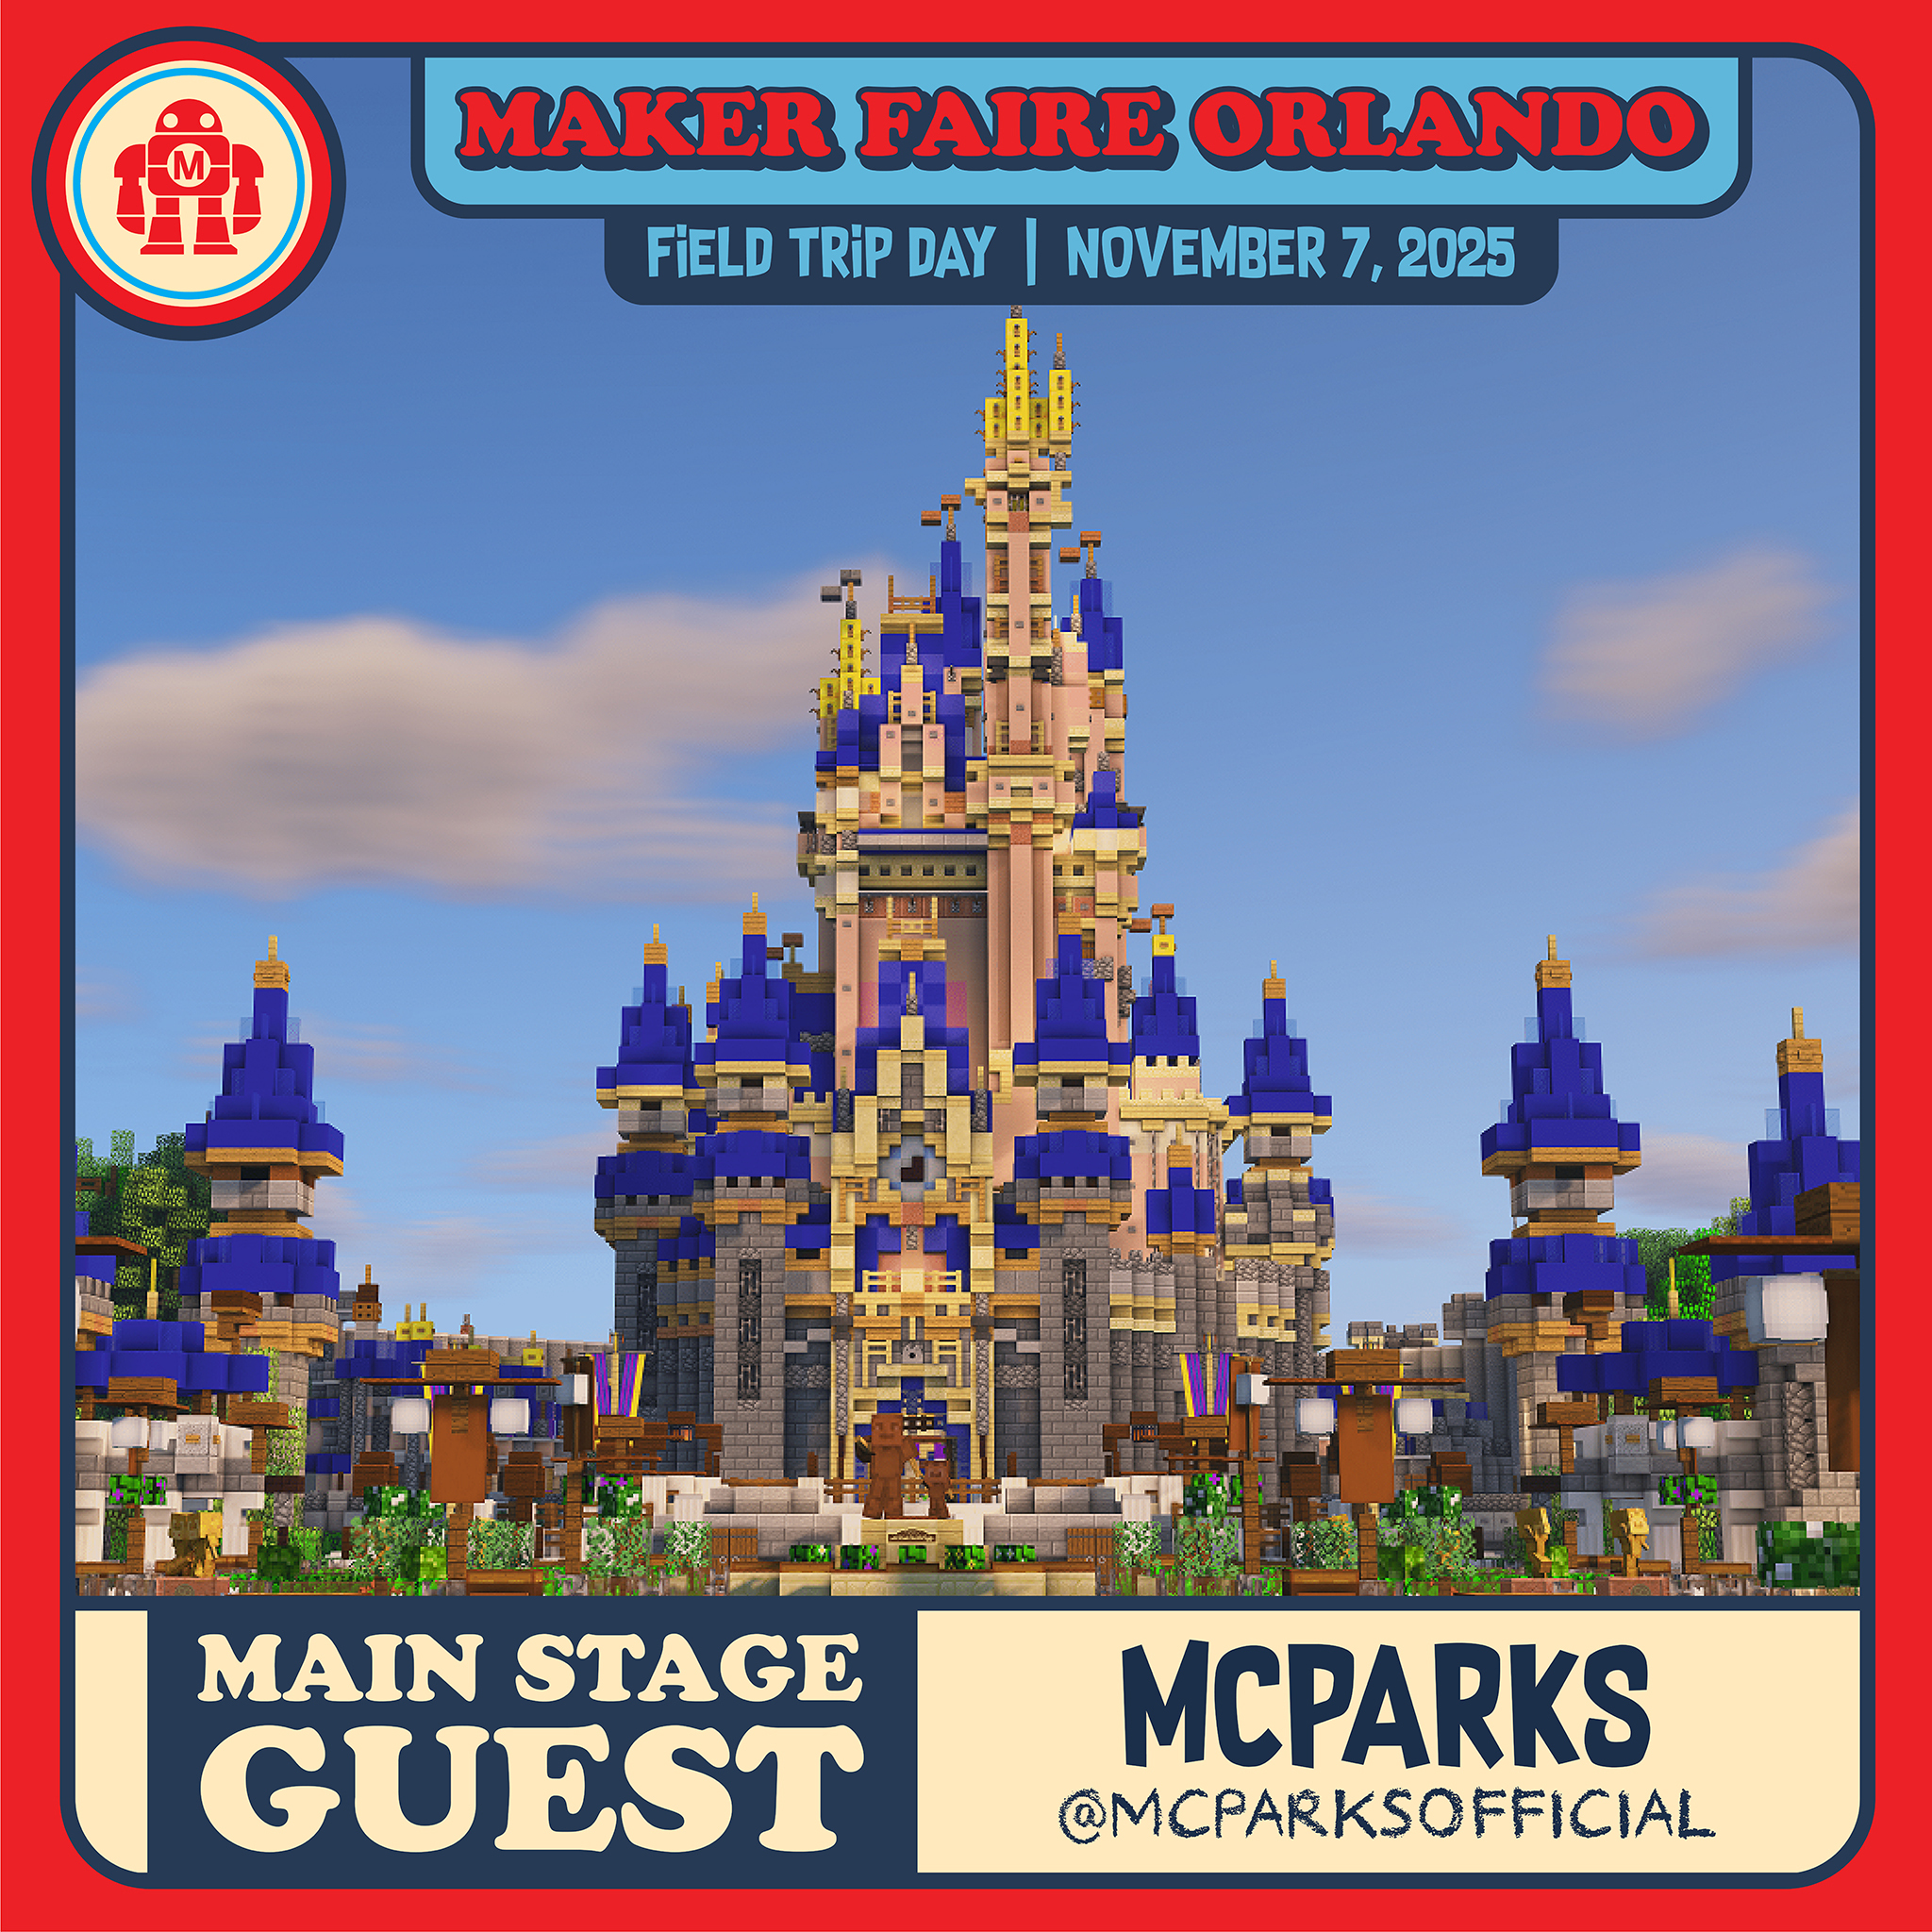 M
MAKER FAIRE ORLANDO
FiELD TRiP DAY | NOVEMBER 7, 2025
MAIN STAGE
GUEST
MCPARKS
@MCPARKSOFFICIAL